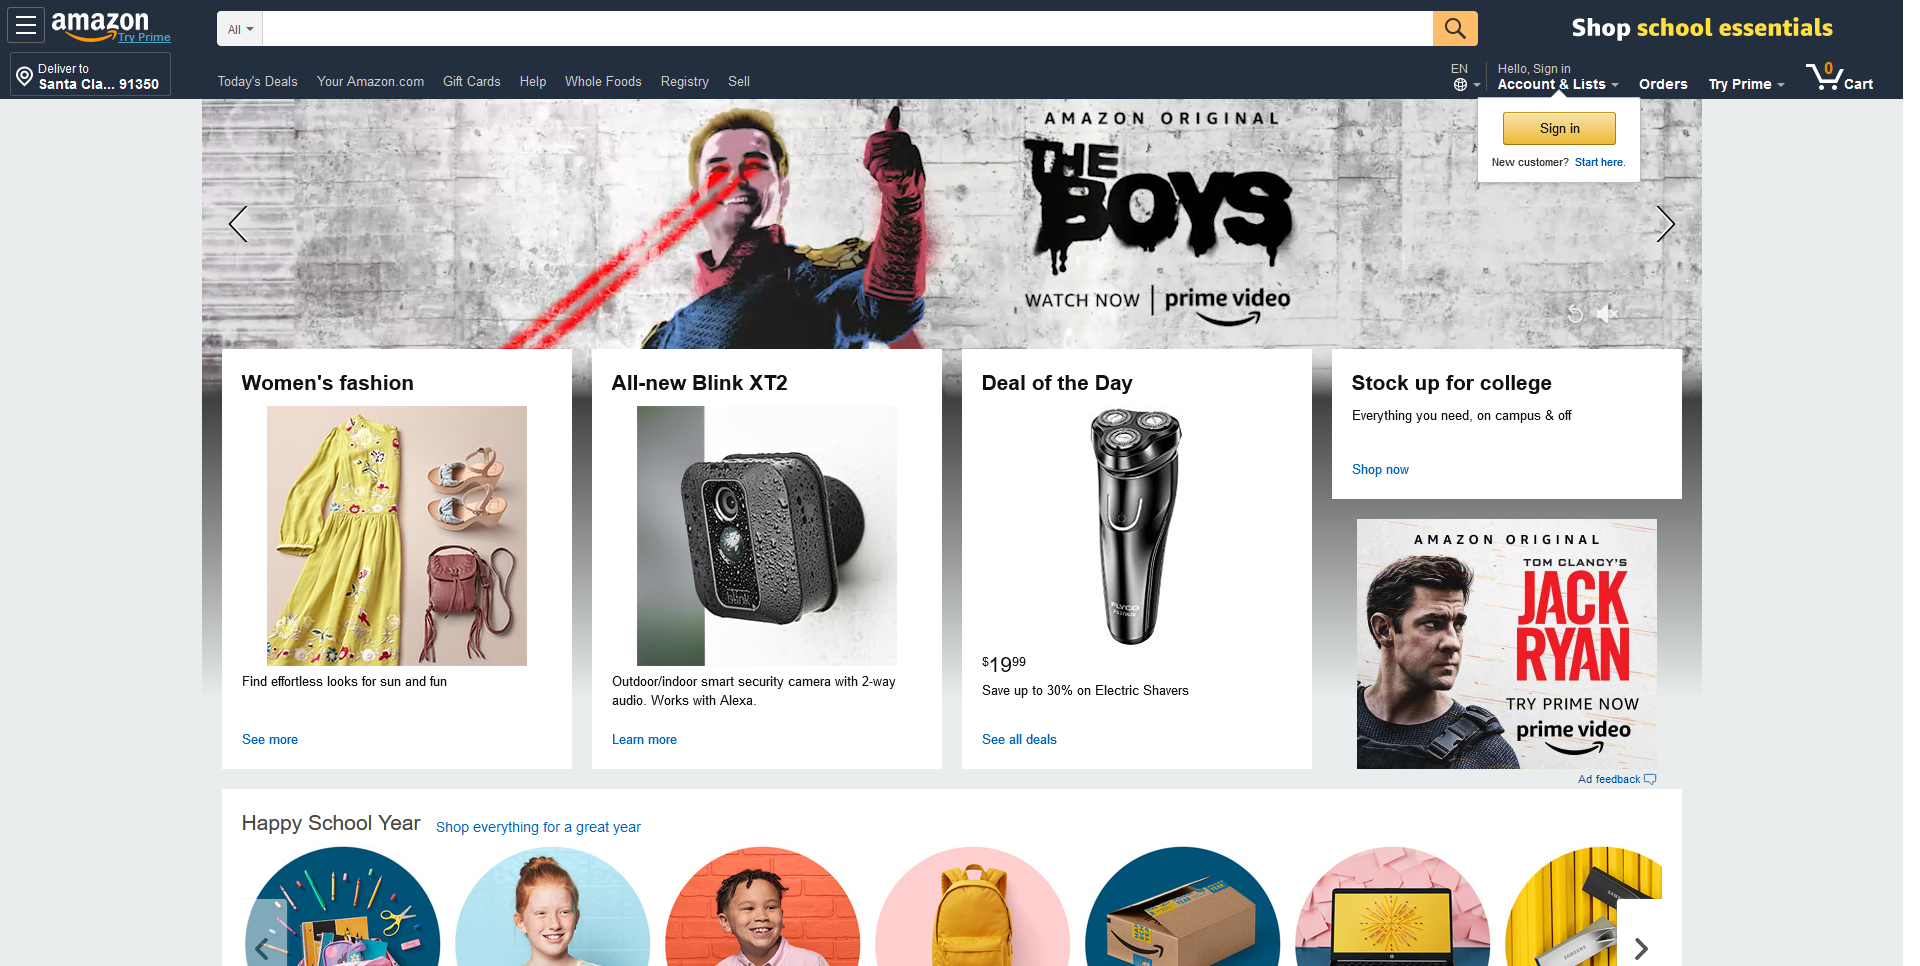 amazon
Try Prime
All
Shop school essentials
Deliver to
Santa Cla... 91350
Today's Deals
Your Amazon.com
Gift Cards
Help
Whole Foods
Registry
Sell
EN
Hello, Sign in
Account & Lists
Orders
Try Prime
0
Cart
Sign in
New customer? Start here.
AMAZON ORIGINAL
THE
BOYS
WATCH NOW | prime video
Women's fashion
Find effortless looks for sun and fun
See more
All-new Blink XT2
blink
Outdoor/indoor smart security camera with 2-way
audio. Works with Alexa.
Learn more
Deal of the Day
FLYCO
$1999
Save up to 30% on Electric Shavers
See all deals
Stock up for college
Everything you need, on campus & off
Shop now
AMAZON ORIGINAL
TOM CLANCY'S
JACK
RYAN
TRY PRIME NOW
prime video
Ad feedback
Happy School Year
Shop everything for a great year
SAMSUNG
SAMSUNG